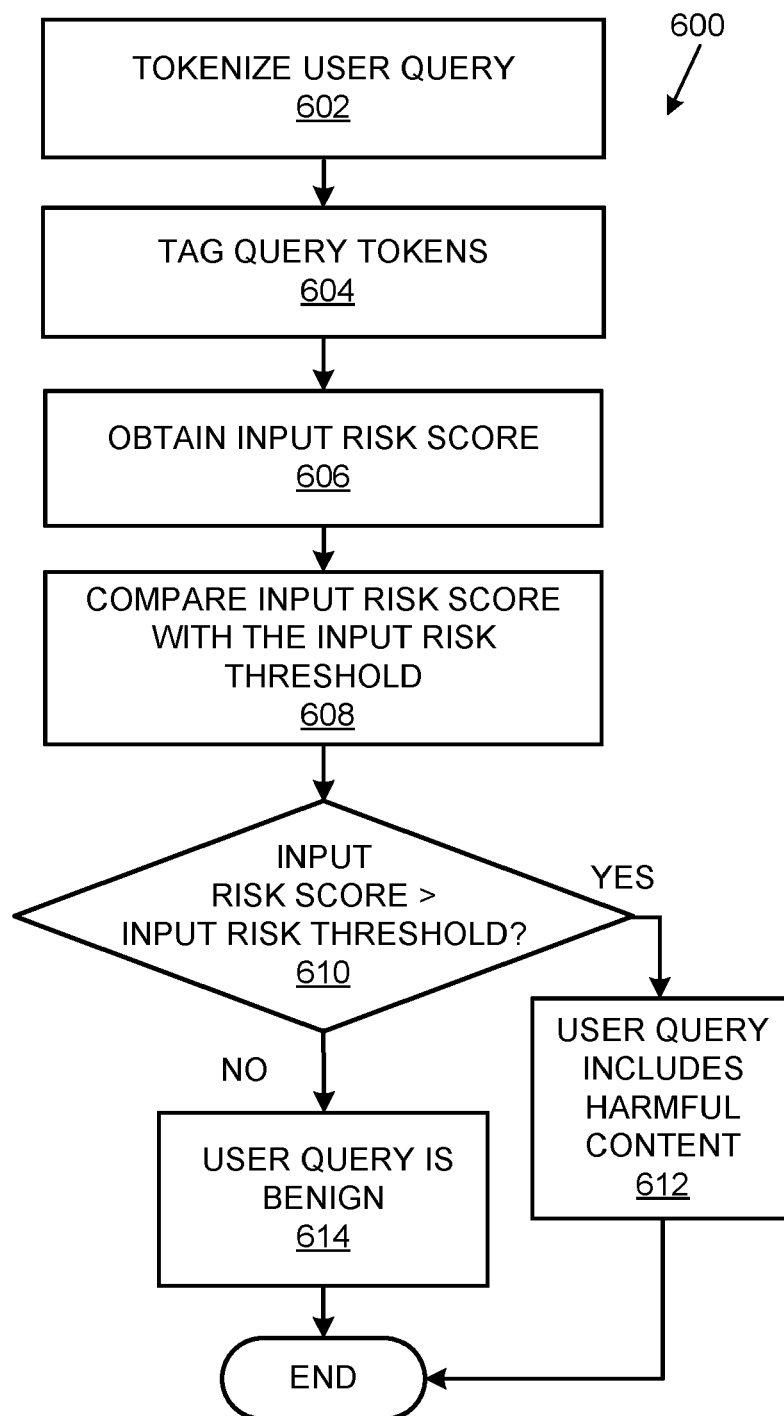 600
TOKENIZE USER QUERY
602
TAG QUERY TOKENS
604
OBTAIN INPUT RISK SCORE
606
COMPARE INPUT RISK SCORE
WITH THE INPUT RISK
THRESHOLD
608
INPUT
RISK SCORE >
INPUT RISK THRESHOLD?
610
YES
USER QUERY
INCLUDES
HARMFUL
CONTENT
612
NO
USER QUERY IS
BENIGN
614
END